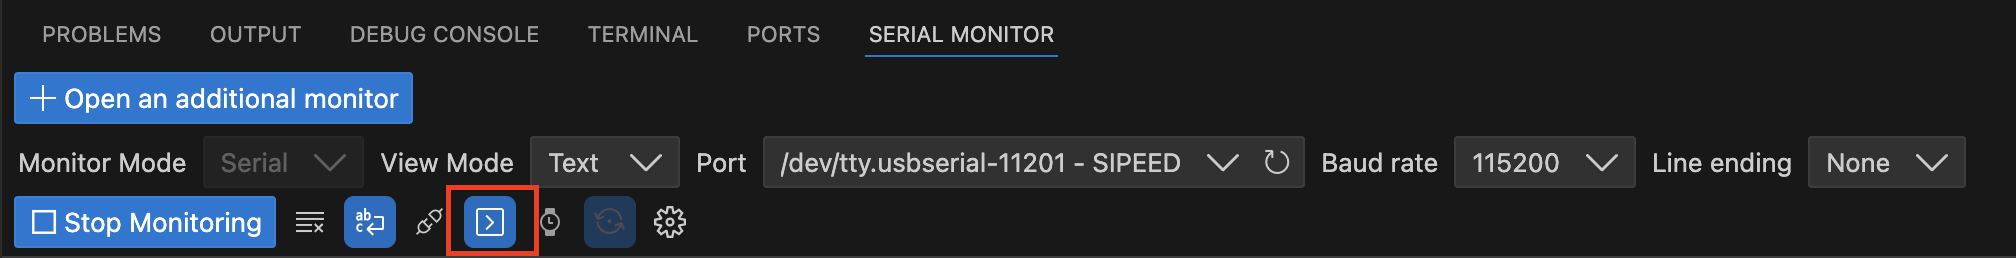 PROBLEMS OUTPUT DEBUG CONSOLE TERMINAL PORTS SERIAL MONITOR
Open an additional monitor
Monitor Mode Serial View Mode Text Port /dev/tty.usbserial-11201 - SIPEED Baud rate 115200 Line ending None
Stop Monitoring ab c